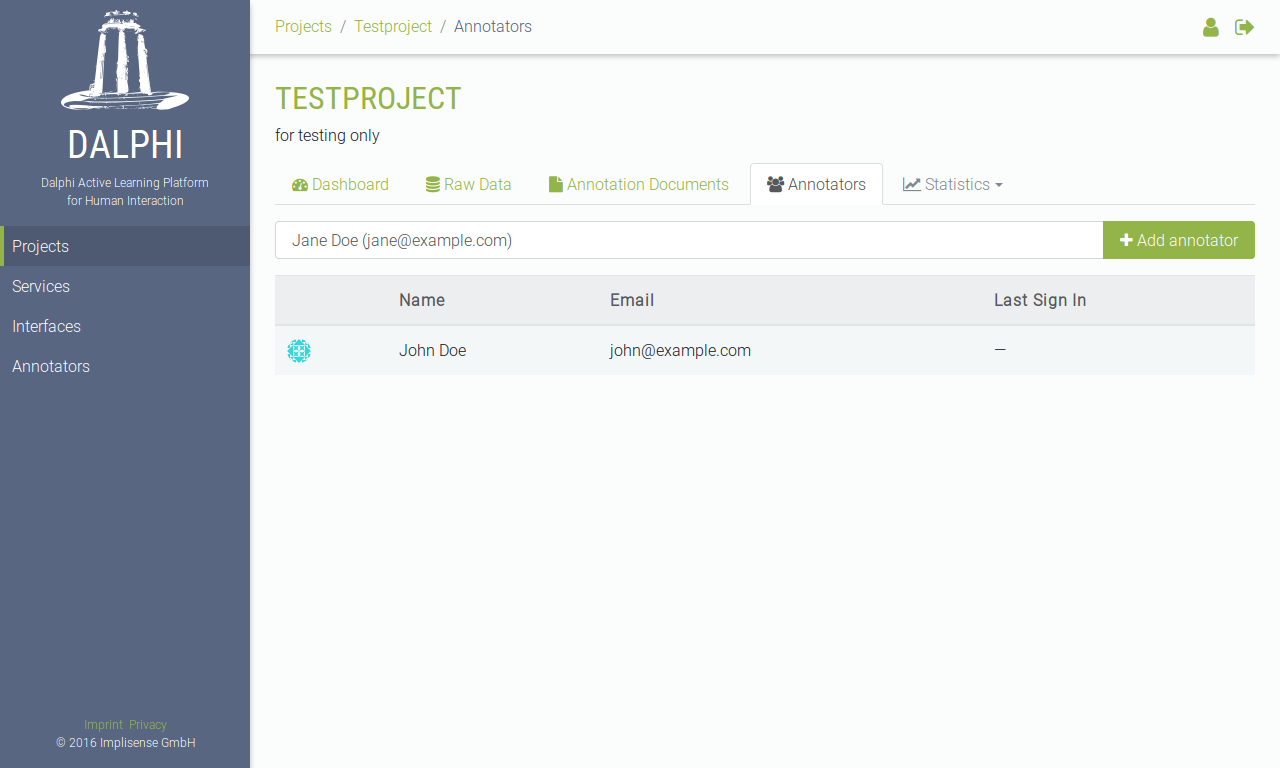 DALPHI
Dalphi Active Learning Platform
for Human Interaction
Projects
Services
Interfaces
Annotators
Imprint Privacy
© 2016 Implisense GmbH
Projects / Testproject / Annotators
TESTPROJECT
for testing only
Dashboard Raw Data Annotation Documents Annotators Statistics
Jane Doe (jane@example.com) Add annotator
Name Email Last Sign In
John Doe john@example.com —